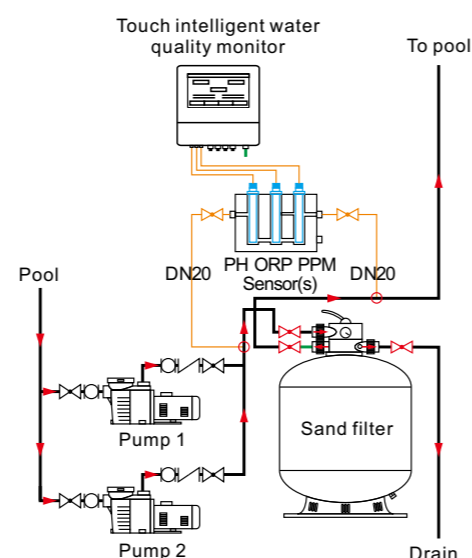 Touch intelligent water
quality monitor
To pool
PH ORP PPM
Sensor(s)
DN20
DN20
Pool
Pump 1
Sand filter
Pump 2
Drain